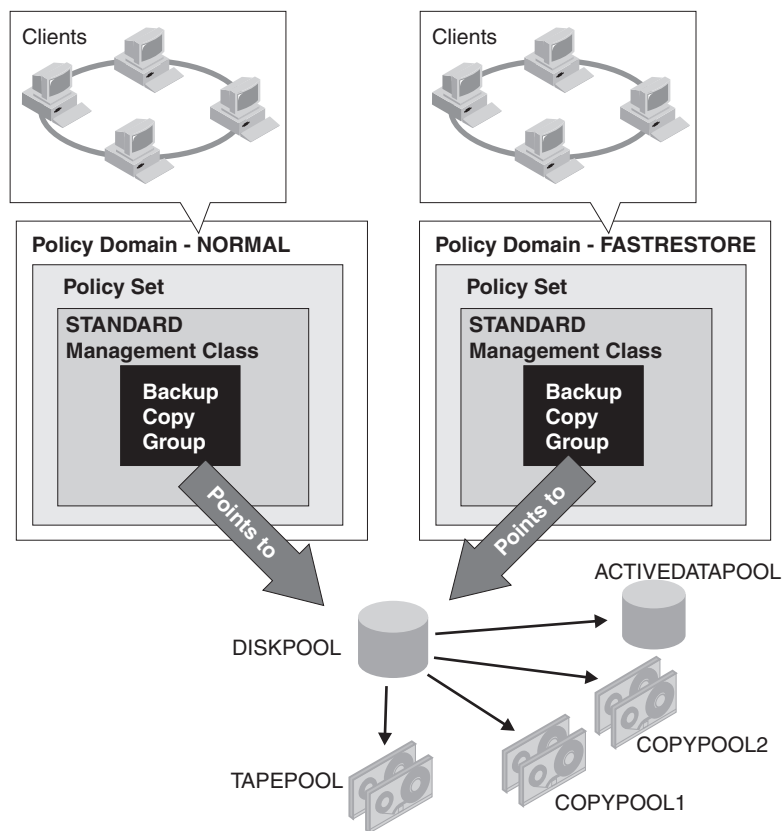 Clients
Clients
Policy Domain - NORMAL
Policy Set
STANDARD
Management Class
Backup
Copy
Group
Points to
Policy Domain - FASTRESTORE
Policy Set
STANDARD
Management Class
Backup
Copy
Group
Points to
ACTIVEDATAPOOL
DISKPOOL
COPYPOOL2
TAPEPOOL
COPYPOOL1